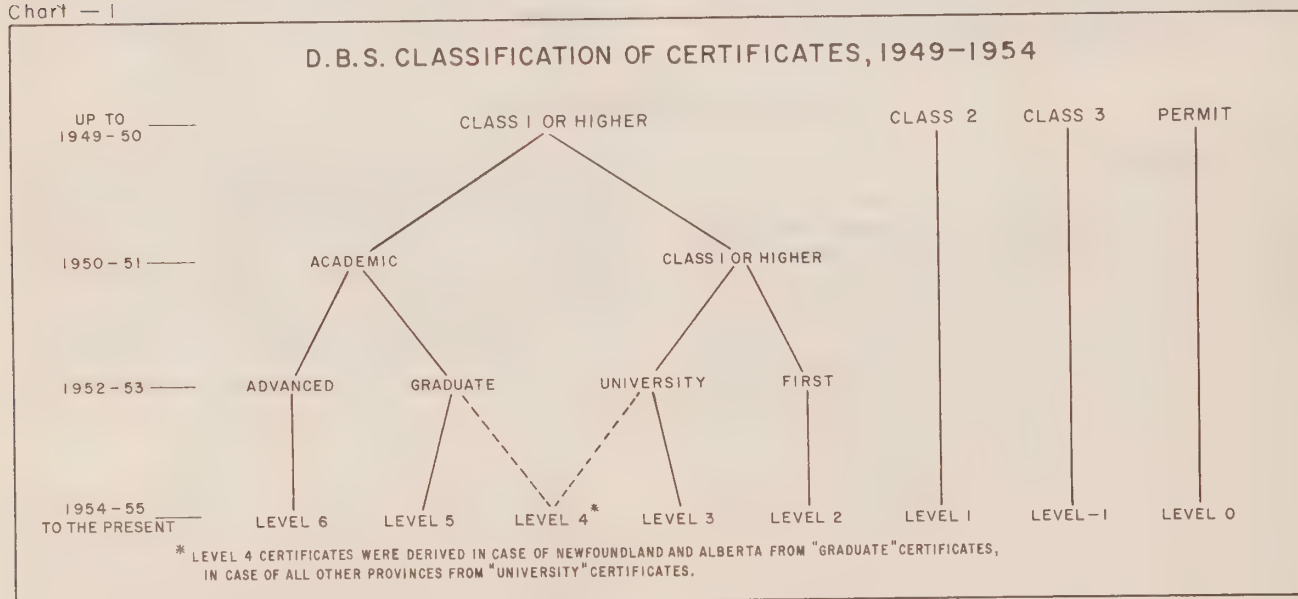 Chart — 1
D.B.S. CLASSIFICATION OF CERTIFICATES, 1949–1954
UP TO 1949-50
CLASS 1 OR HIGHER
CLASS 2
CLASS 3
PERMIT
1950-51
ACADEMIC
CLASS 1 OR HIGHER
1952-53
ADVANCED
GRADUATE
UNIVERSITY
FIRST
1954-55
TO THE PRESENT
LEVEL 6
LEVEL 5
LEVEL 4*
LEVEL 3
LEVEL 2
LEVEL 1
LEVEL-1
LEVEL 0
* LEVEL 4 CERTIFICATES WERE DERIVED IN CASE OF NEWFOUNDLAND AND ALBERTA FROM "GRADUATE" CERTIFICATES,
IN CASE OF ALL OTHER PROVINCES FROM "UNIVERSITY" CERTIFICATES.